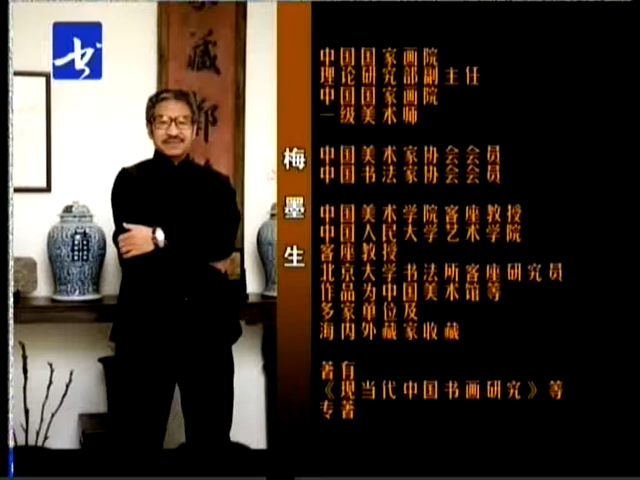 书
藏
梅墨生
中国国家画院
理论研究部副主任
中国国家画院
一级美术师
中国美术家协会会员
中国书法家协会会员
中国美术学院客座教授
中国人民大学艺术学院
客座教授
北京大学书法所客座研究员
作品为中国美术馆等
多家单位及
海内外藏家收藏
著有
《现当代中国书画研究》等
专著